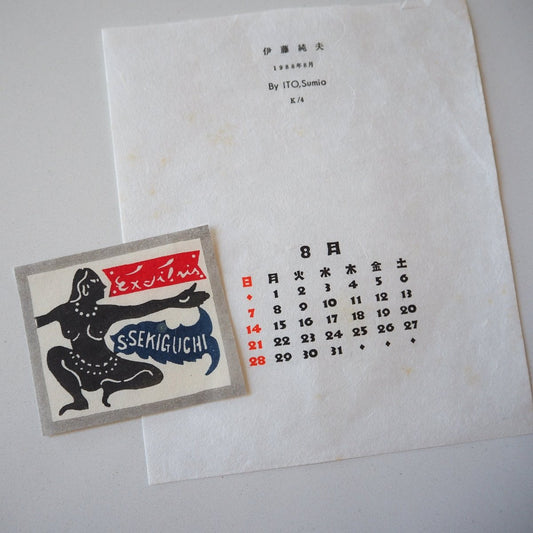 伊藤純夫
1988年8月
By ITO,Sumio
K/4
8月
日 月 火 水 木 金 土
1 2 3 4 5 6
7 8 9 10 11 12 13
14 15 16 17 18 19 20
21 22 23 24 25 26 27
28 29 30 31
Exlibris
S·SEKIGUCHI